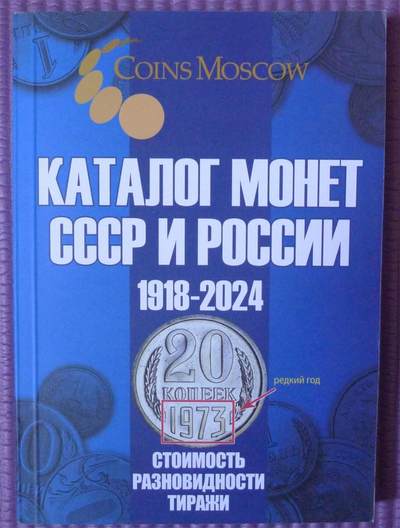 COINS MOSCOW
КАТАЛОГ МОНЕТ
СССР И РОССИИ
1918-2024
20
КОПЕЕК
1973
редкий год
СТОИМОСТЬ
РАЗНОВИДНОСТИ
ТИРАЖИ